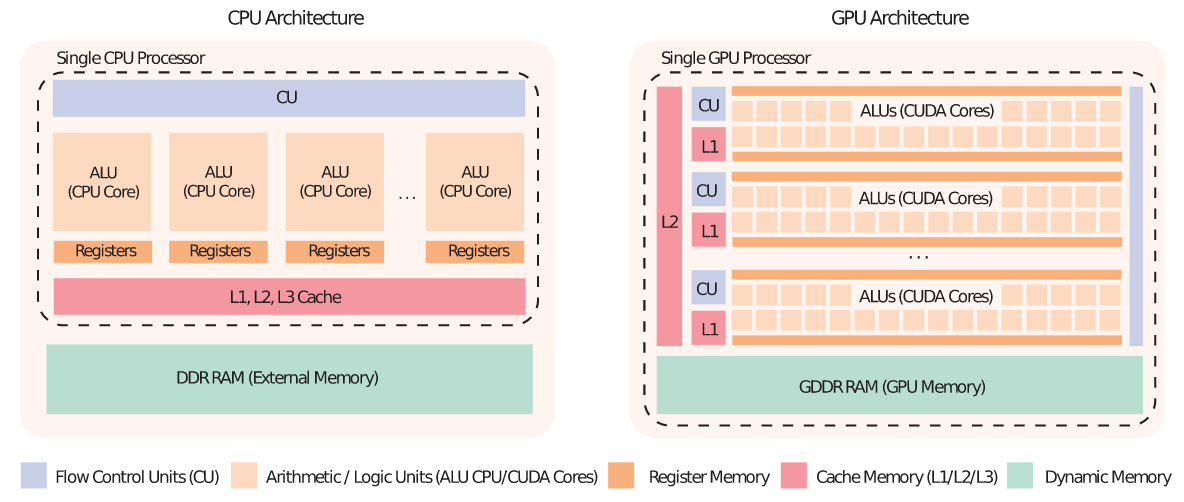 CPU Architecture
GPU Architecture
Single CPU Processor
CU
ALU
(CPU Core)
ALU
(CPU Core)
ALU
(CPU Core)
...
ALU
(CPU Core)
Registers
Registers
Registers
Registers
L1, L2, L3 Cache
DDR RAM (External Memory)
Single GPU Processor
L2
CU
ALUs (CUDA Cores)
L1
CU
ALUs (CUDA Cores)
L1
...
CU
ALUs (CUDA Cores)
L1
GDDR RAM (GPU Memory)
Flow Control Units (CU)
Arithmetic / Logic Units (ALU CPU/CUDA Cores)
Register Memory
Cache Memory (L1/L2/L3)
Dynamic Memory